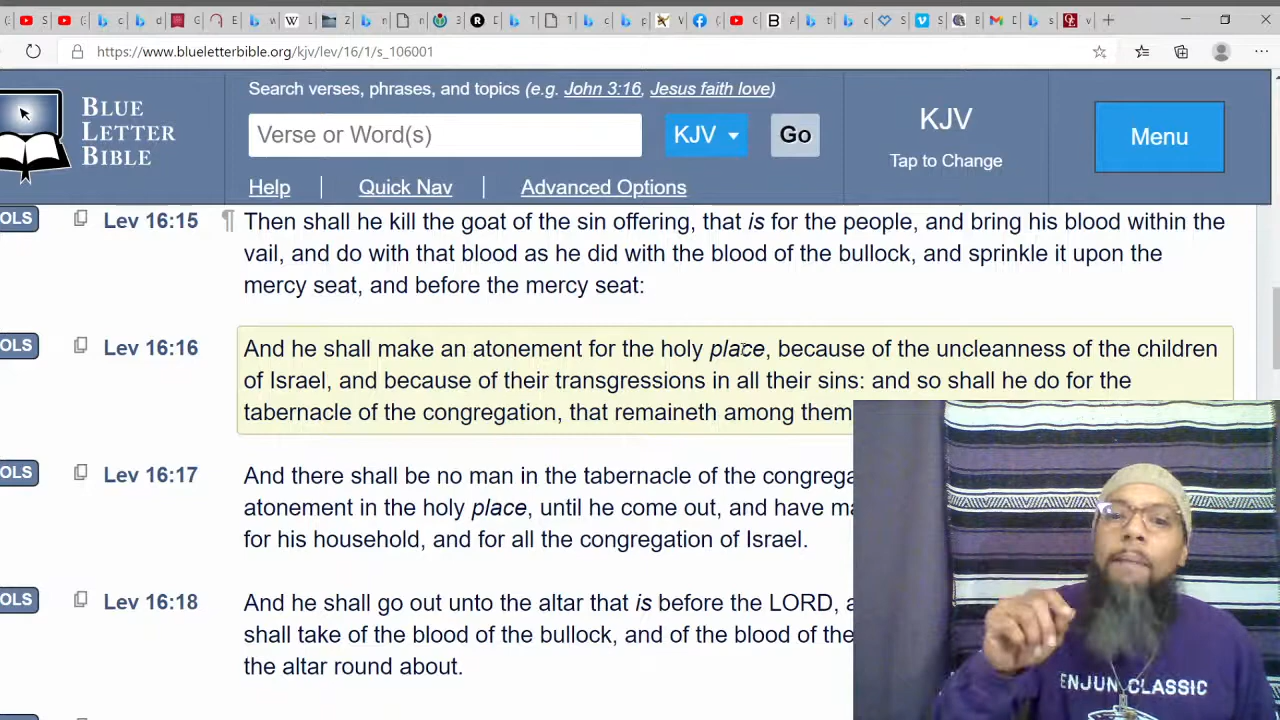 https://www.blueletterbible.org/kjv/lev/16/1/s_106001
Search verses, phrases, and topics (e.g. John 3:16, Jesus faith love)
BLUE
LETTER
BIBLE
Verse or Word(s)
KJV
Go
KJV
Tap to Change
Menu
Help
Quick Nav
Advanced Options
OLS
Lev 16:15
¶ Then shall he kill the goat of the sin offering, that is for the people, and bring his blood within the
vail, and do with that blood as he did with the blood of the bullock, and sprinkle it upon the
mercy seat, and before the mercy seat:
OLS
Lev 16:16
And he shall make an atonement for the holy place, because of the uncleanness of the children
of Israel, and because of their transgressions in all their sins: and so shall he do for the
tabernacle of the congregation, that remaineth among them
OLS
Lev 16:17
And there shall be no man in the tabernacle of the congrega
atonement in the holy place, until he come out, and have ma
for his household, and for all the congregation of Israel.
OLS
Lev 16:18
And he shall go out unto the altar that is before the LORD, a
shall take of the blood of the bullock, and of the blood of the
the altar round about.
ENJUN CLASSIC